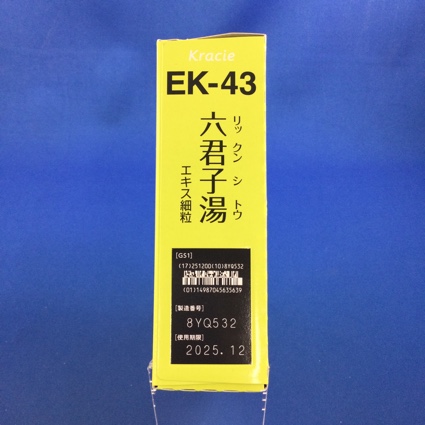 Kracie
EK-43
六君子湯
リックンシトウ
エキス細粒
[GS1]
(17)251200(10)8YQ532
(01)14987045635639
[製造番号]
8YQ532
[使用期限]
2025.12